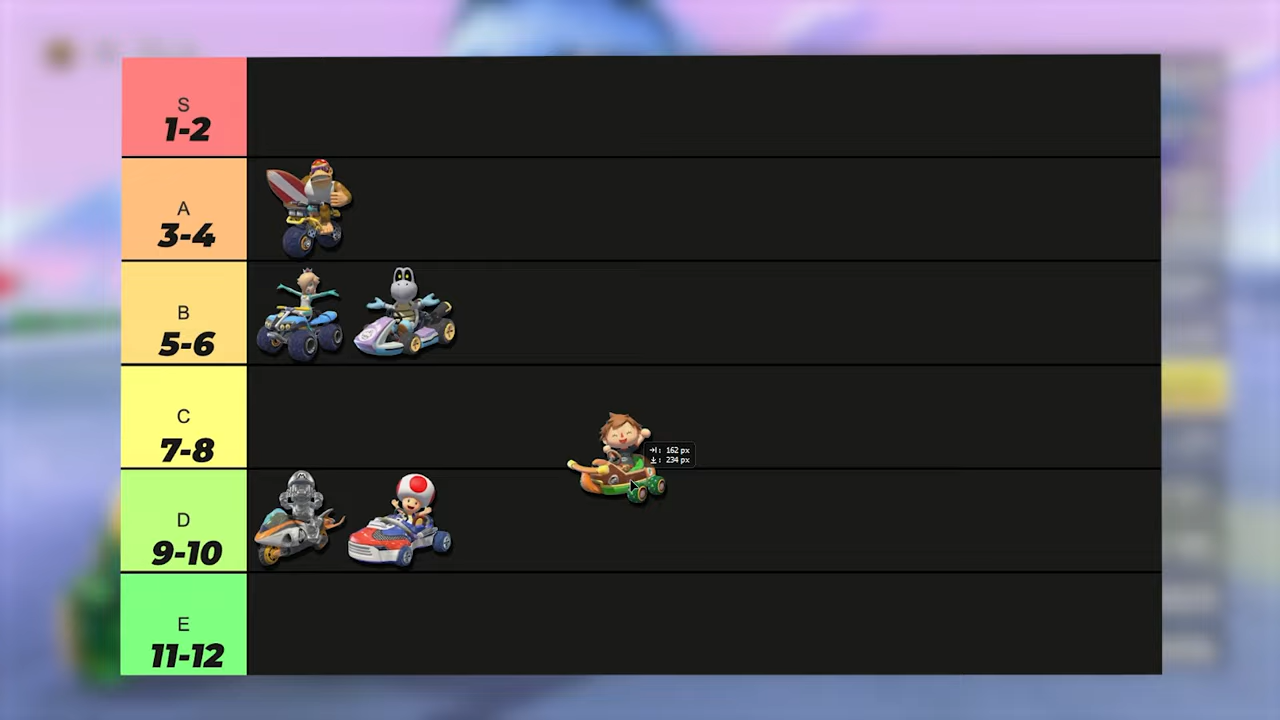 S
1-2
A
3-4
B
5-6
C
7-8
→|: 162 px
↓: 234 px
D
9-10
E
11-12